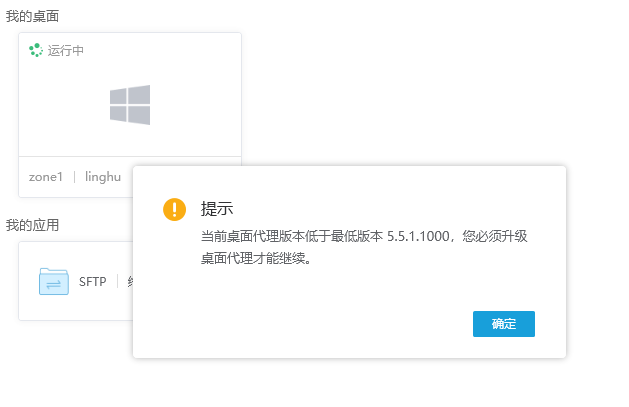 我的桌面
运行中
zone1 | linghu
我的应用
SFTP
提示
当前桌面代理版本低于最低版本 5.5.1.1000，您必须升级
桌面代理才能继续。
确定